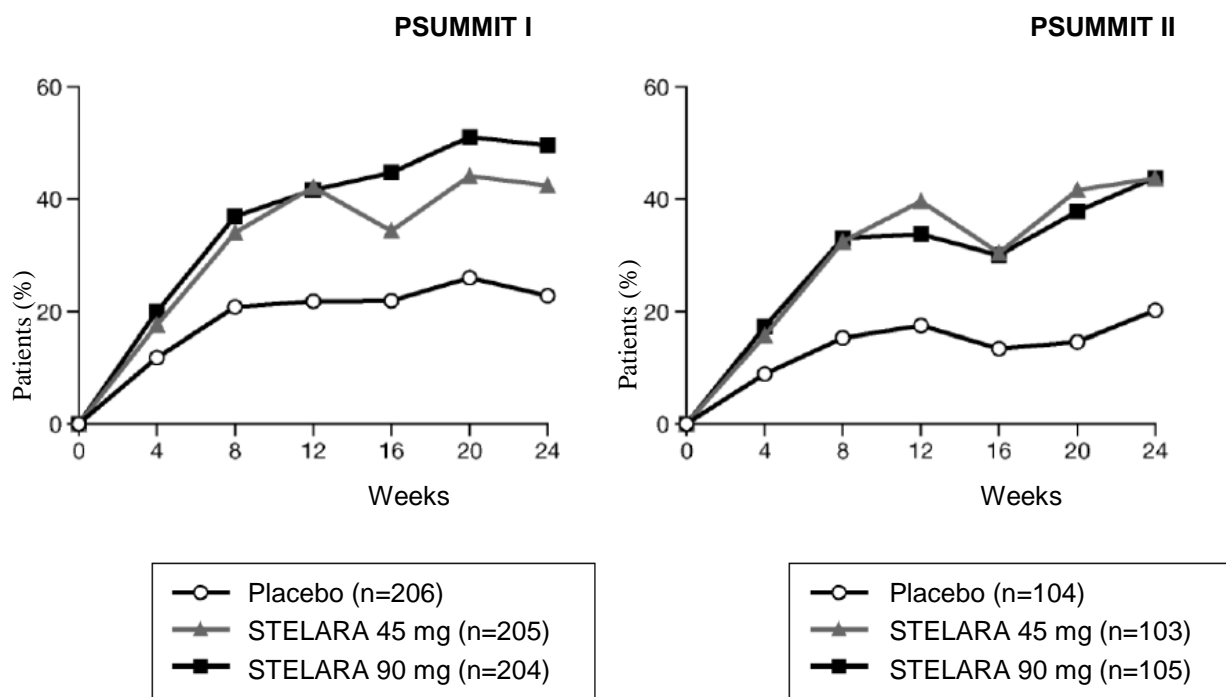 PSUMMIT I
60
40
20
0
Patients (%)
0 4 8 12 16 20 24
Weeks
Placebo (n=206)
STELARA 45 mg (n=205)
STELARA 90 mg (n=204)
PSUMMIT II
60
40
20
0
Patients (%)
0 4 8 12 16 20 24
Weeks
Placebo (n=104)
STELARA 45 mg (n=103)
STELARA 90 mg (n=105)